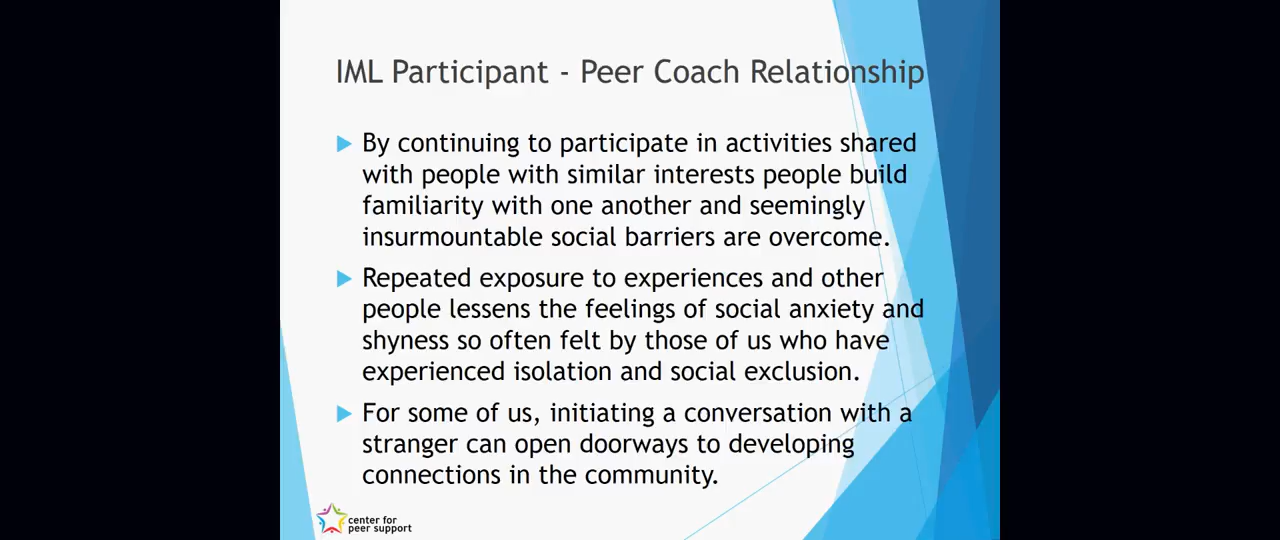 IML Participant - Peer Coach Relationship
By continuing to participate in activities shared
with people with similar interests people build
familiarity with one another and seemingly
insurmountable social barriers are overcome.
Repeated exposure to experiences and other
people lessens the feelings of social anxiety and
shyness so often felt by those of us who have
experienced isolation and social exclusion.
For some of us, initiating a conversation with a
stranger can open doorways to developing
connections in the community.
center for
peer support